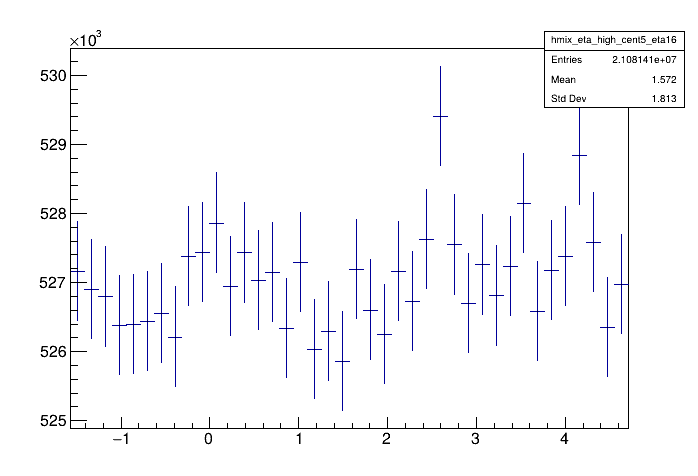 ×10³
hmix_eta_high_cent5_eta16
Entries 2.108141e+07
Mean 1.572
Std Dev 1.813
530
529
528
527
526
525
−1 0 1 2 3 4